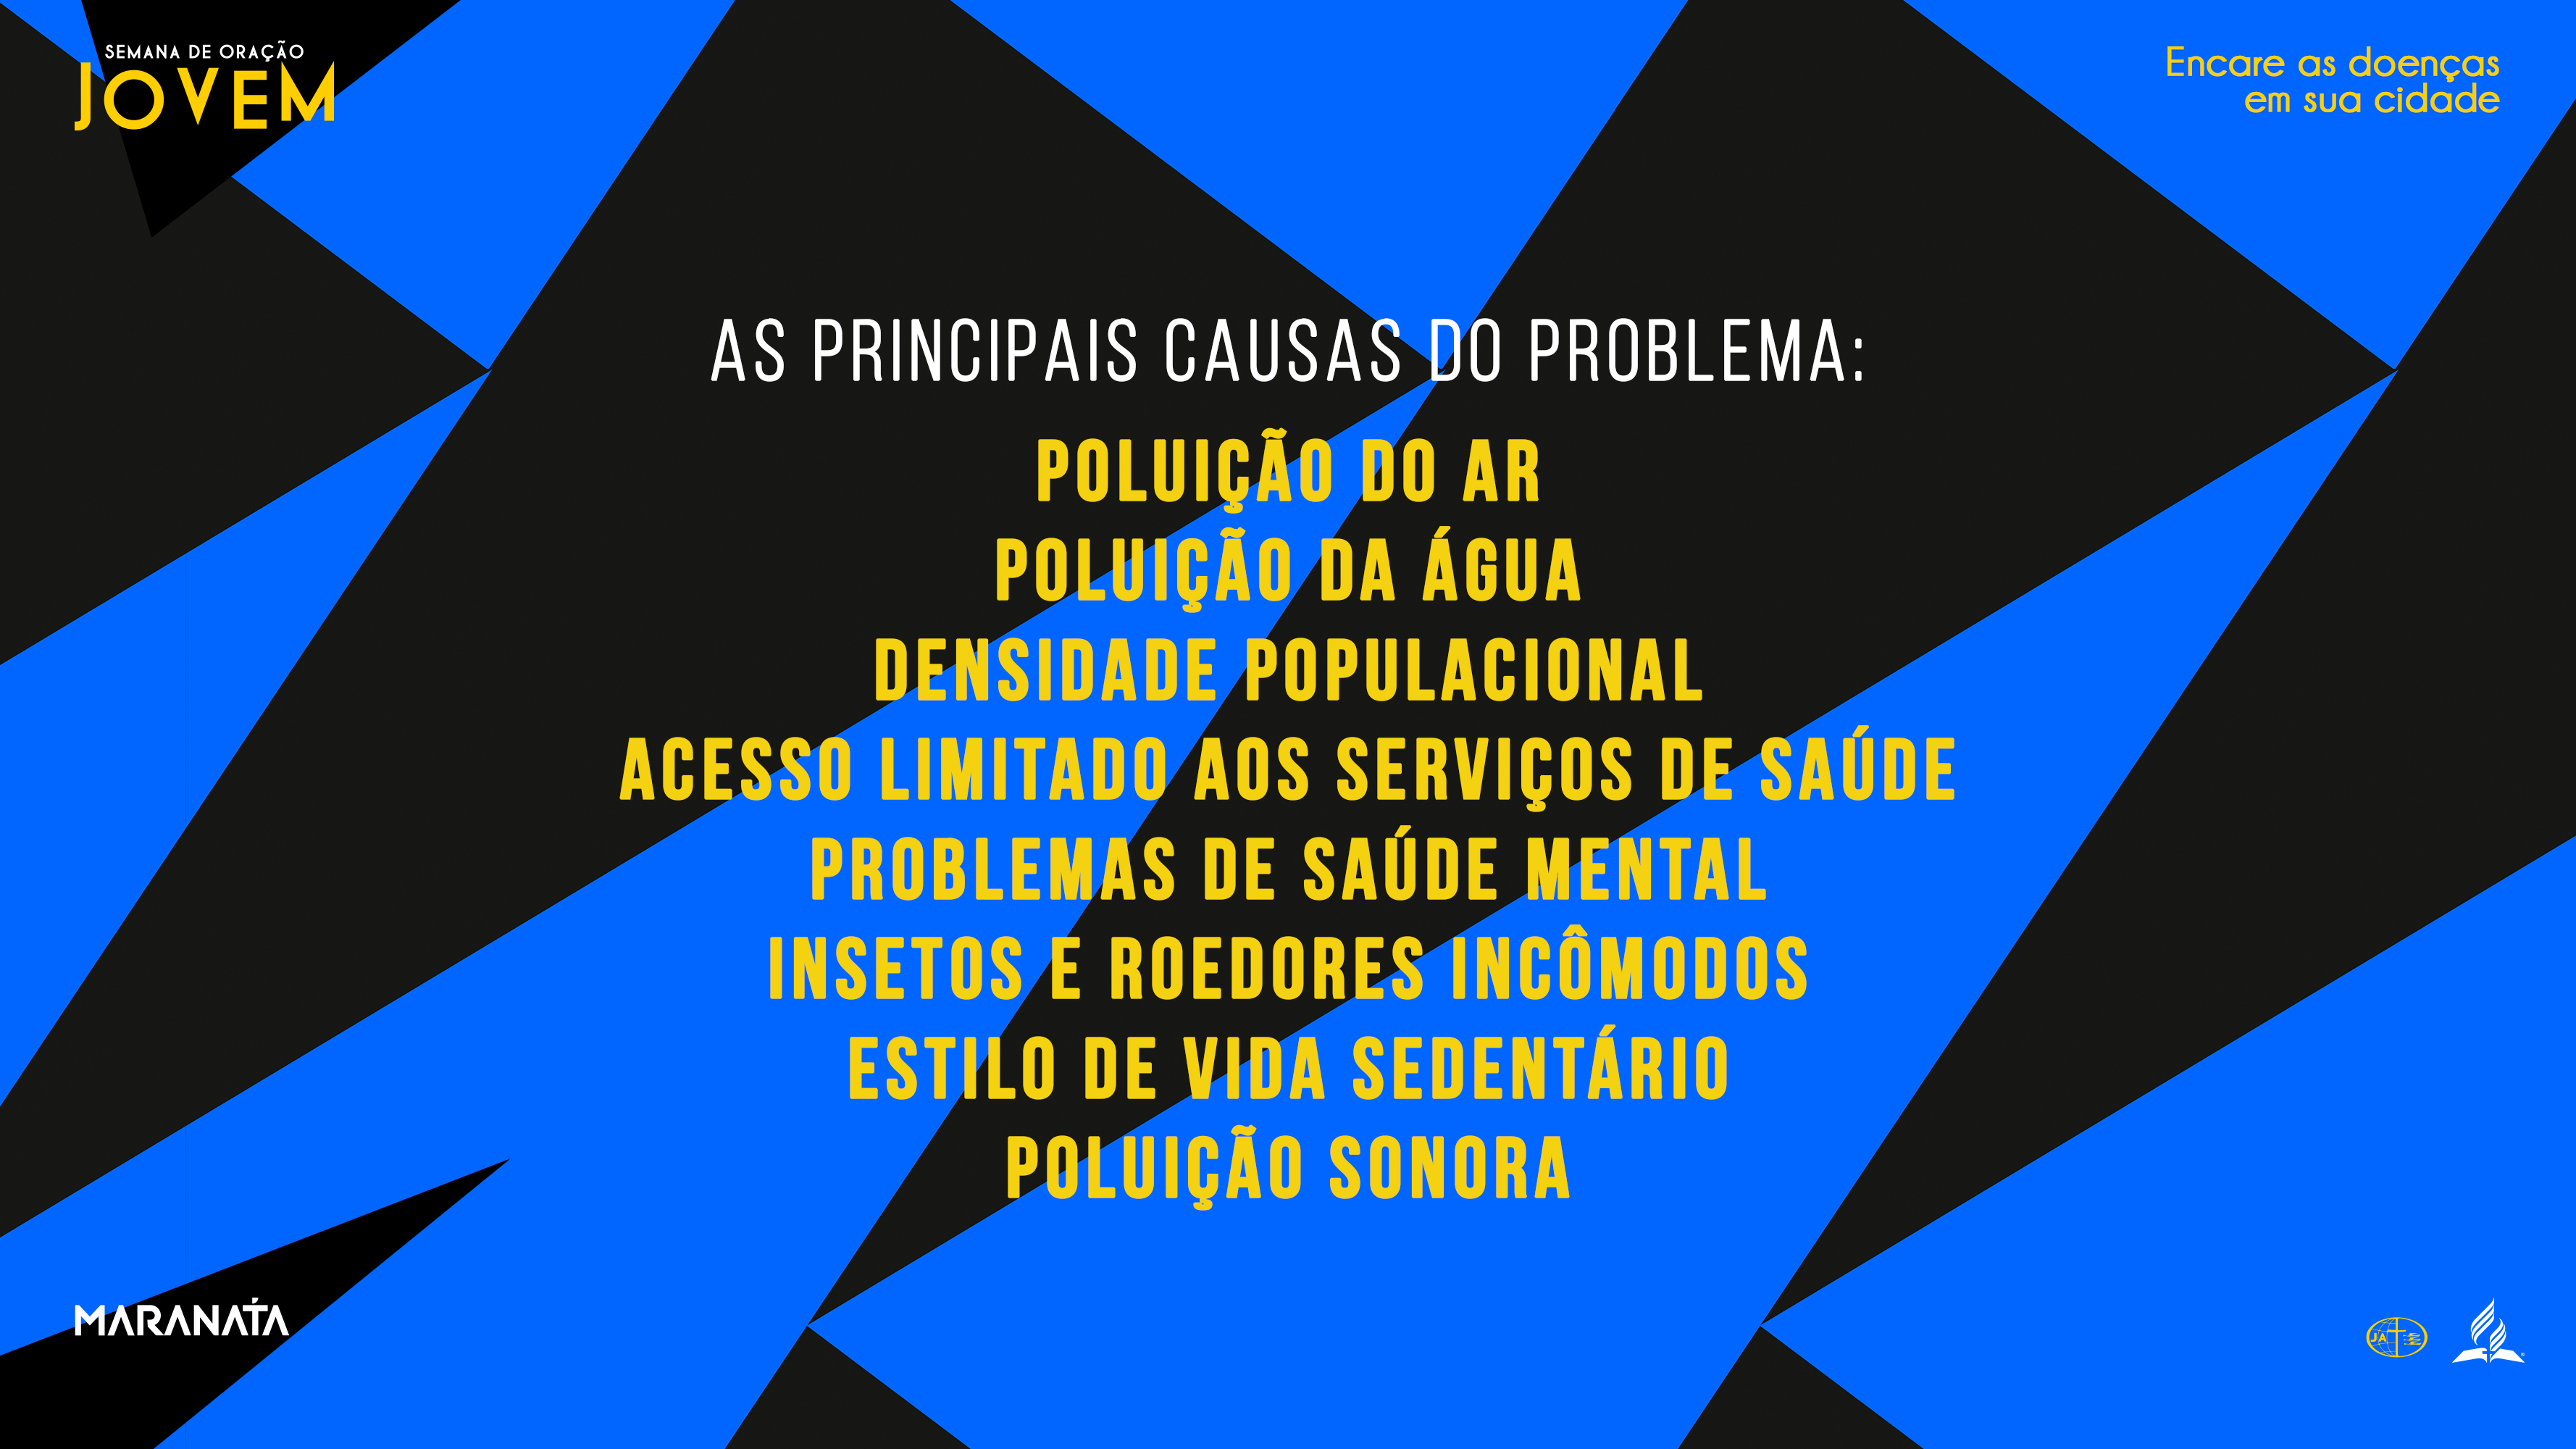 SEMANA DE ORAÇÃO
JOVEM
Encare as doenças
em sua cidade
AS PRINCIPAIS CAUSAS DO PROBLEMA:
POLUIÇÃO DO AR
POLUIÇÃO DA ÁGUA
DENSIDADE POPULACIONAL
ACESSO LIMITADO AOS SERVIÇOS DE SAÚDE
PROBLEMAS DE SAÚDE MENTAL
INSETOS E ROEDORES INCÔMODOS
ESTILO DE VIDA SEDENTÁRIO
POLUIÇÃO SONORA
MARANATA
JA